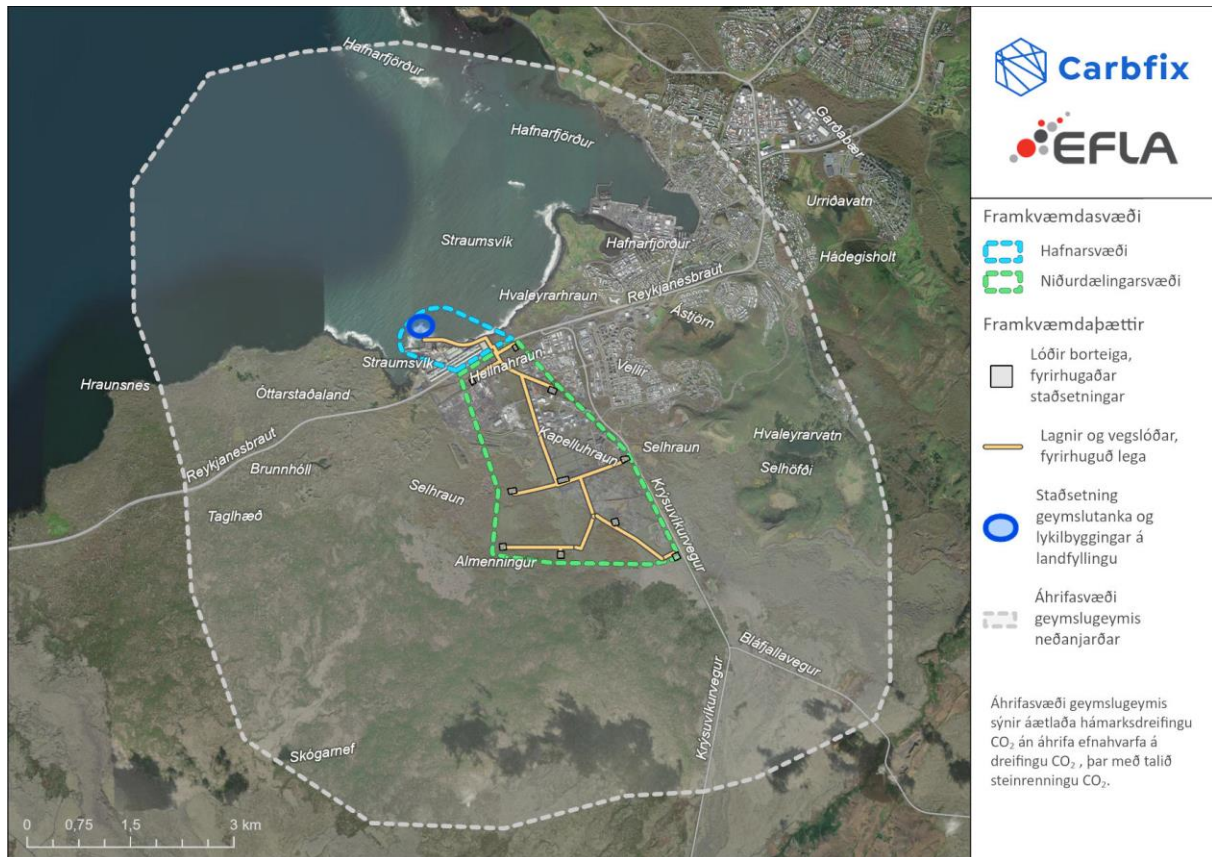 Hafnarfjörður
Hafnarfjörður
Garðabær
Urriðavatn
Straumsvík
Hafnarfjörður
Hádegisholt
Hvaleyrarhraun
Reykjanesbraut
Ástjörn
Straumsvík
Hellnahraun
Vellir
Hraunsnes
Óttarstaðaland
Kapelluhraun
Selhraun
Hvaleyrarvatn
Selhöfði
Reykjanesbraut
Brunnhóll
Selhraun
Taglhæð
Krýsuvíkurvegur
Almenningur
Bláfjallavegur
Krýsuvíkurvegur
Skógarnef
0 0,75 1,5 3 km
Carbfix
EFLA
Framkvæmdasvæði
Hafnarsvæði
Niðurdælingarsvæði
Framkvæmdaþættir
Lóðir borteiga,
fyrirhugaðar
staðsetningar
Lagnir og vegslóðar,
fyrirhuguð lega
Staðsetning
geymslutanka og
lykilbyggingar á
landfyllingu
Áhrifasvæði
geymslugeymis
neðanjarðar
Áhrifasvæði geymslugeymis
sýnir áætlaða hámarksdreifingu
CO₂ án áhrifa efnahvarfa á
dreifingu CO₂ , þar með talið
steinrenningu CO₂.